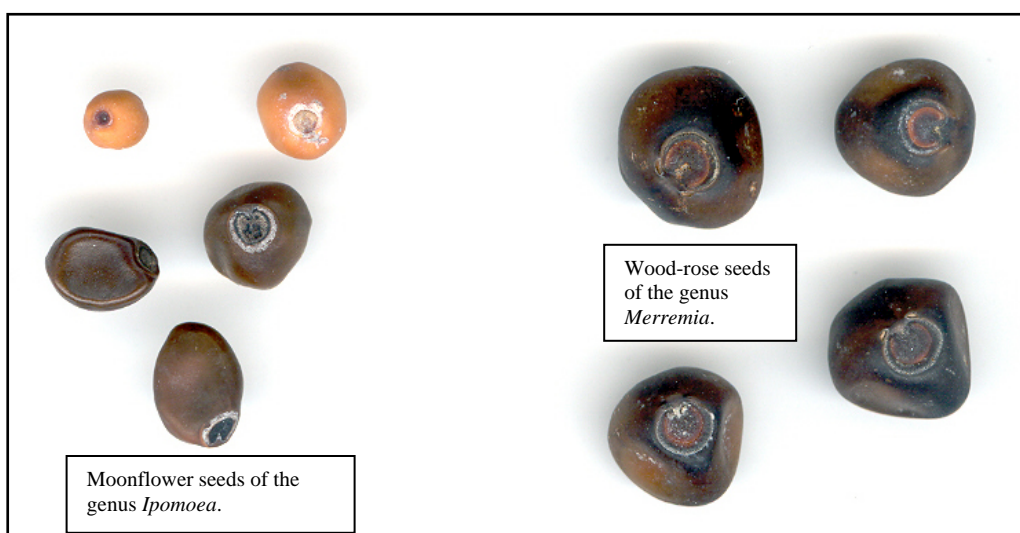 Wood-rose seeds
of the genus
Merremia.
Moonflower seeds of the
genus Ipomoea.